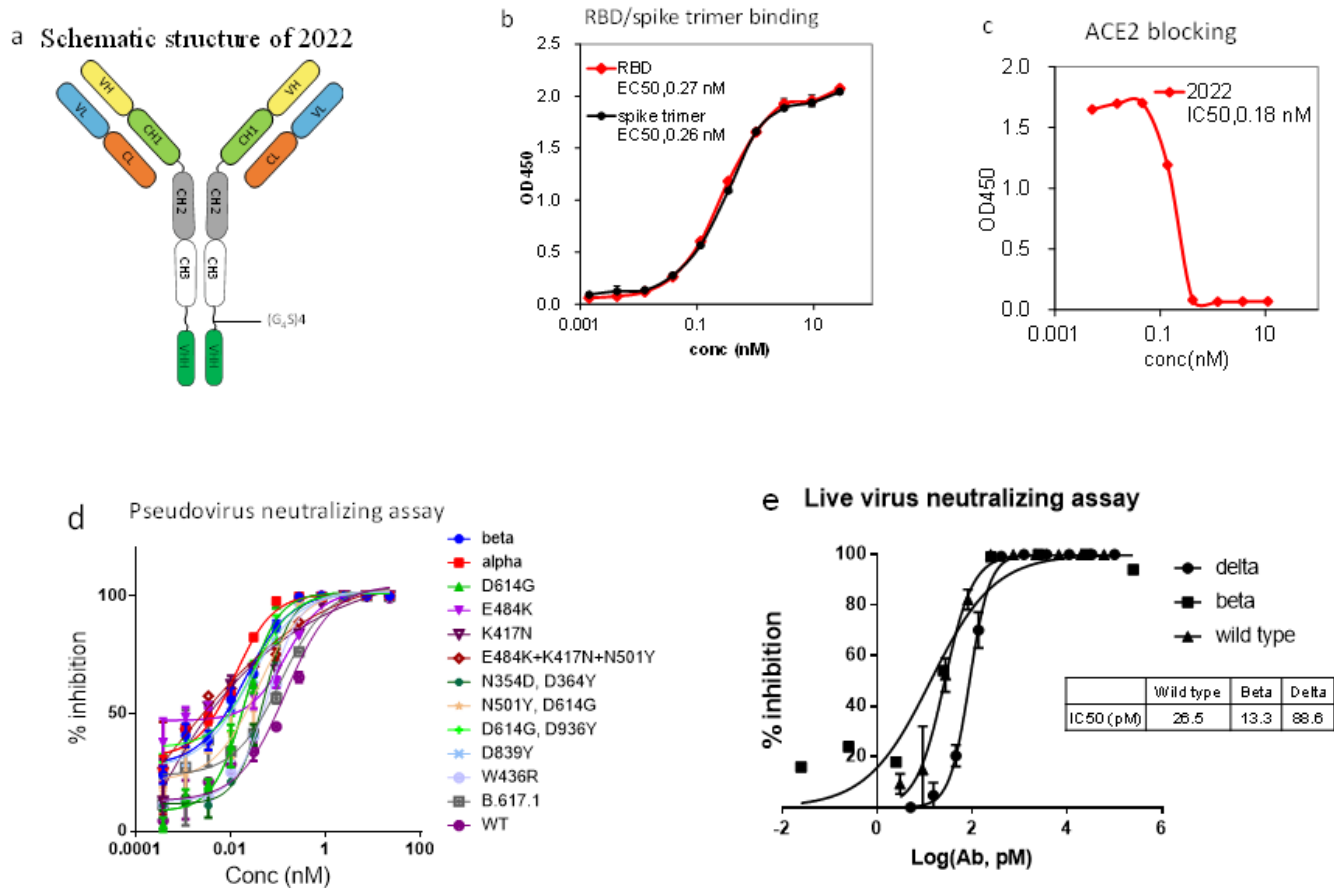 a Schematic structure of 2022
VH
VL
CH1
CL
CH2
CH3
VHH
VH
VL
CH1
CL
CH2
CH3
VHH
(G4S)4
b RBD/spike trimer binding
2.5
2.0
1.5
1.0
0.5
0.0
OD450
RBD
EC50,0.27 nM
spike trimer
EC50,0.26 nM
0.001
0.1
10
conc (nM)
c ACE2 blocking
2.0
1.5
1.0
0.5
0.0
OD450
2022
IC50,0.18 nM
0.001
0.1
10
conc(nM)
d Pseudovirus neutralizing assay
100
50
0
% inhibition
0.0001
0.01
1
100
Conc (nM)
beta
alpha
D614G
E484K
K417N
E484K+K417N+N501Y
N354D, D364Y
N501Y, D614G
D614G, D936Y
D839Y
W436R
B.617.1
WT
e Live virus neutralizing assay
100
80
60
40
20
% inhibition
-2
0
2
4
6
Log(Ab, pM)
delta
beta
wild type
Wild type Beta Delta
IC50 (pM) 26.5 13.3 88.6